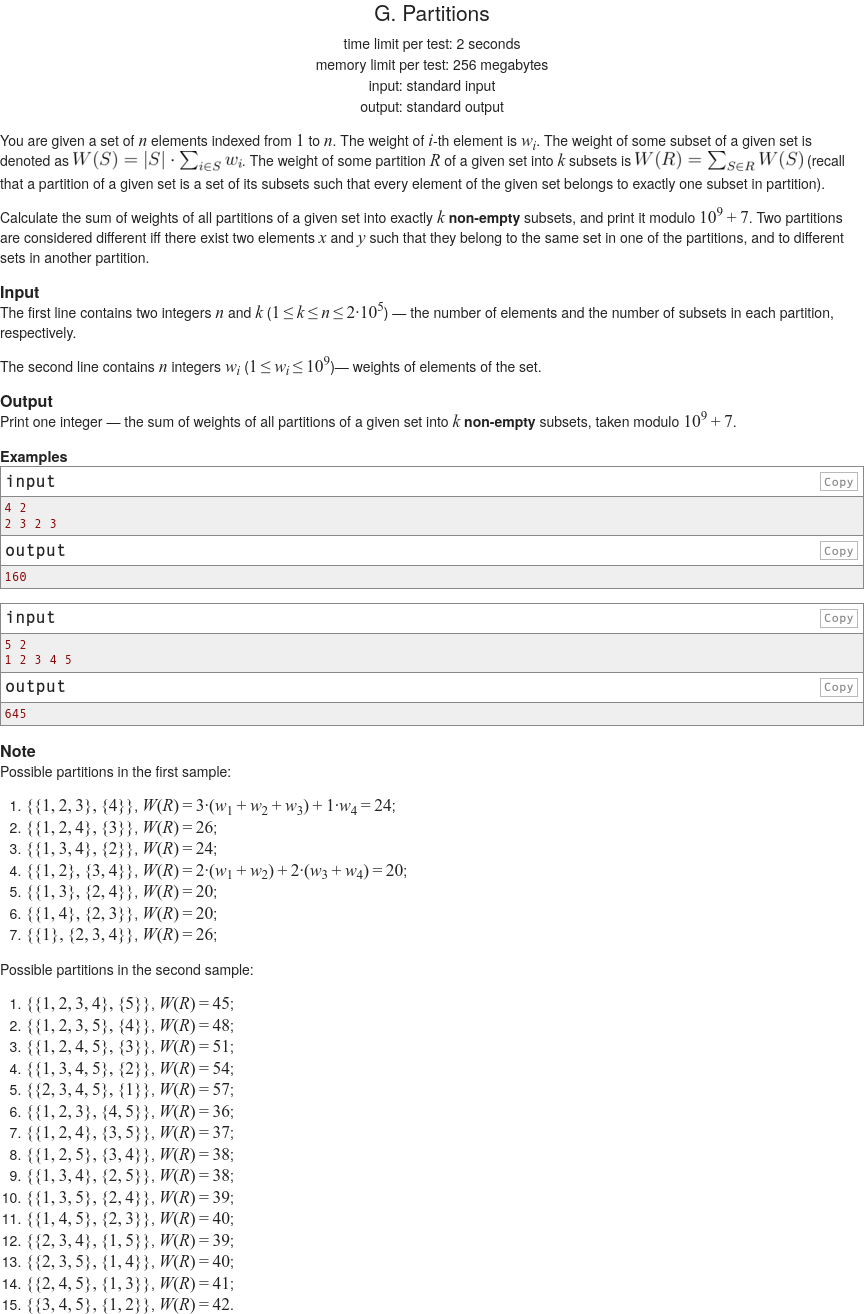 G. Partitions
time limit per test: 2 seconds
memory limit per test: 256 megabytes
input: standard input
output: standard output
You are given a set of n elements indexed from 1 to n. The weight of i-th element is w_i. The weight of some subset of a given set is
denoted as W(S) = |S| · ∑_{i∈S} w_i. The weight of some partition R of a given set into k subsets is W(R) = ∑_{S∈R} W(S) (recall
that a partition of a given set is a set of its subsets such that every element of the given set belongs to exactly one subset in partition).
Calculate the sum of weights of all partitions of a given set into exactly k non-empty subsets, and print it modulo 10^9 + 7. Two partitions
are considered different iff there exist two elements x and y such that they belong to the same set in one of the partitions, and to different
sets in another partition.
Input
The first line contains two integers n and k (1 ≤ k ≤ n ≤ 2·10^5) — the number of elements and the number of subsets in each partition,
respectively.
The second line contains n integers w_i (1 ≤ w_i ≤ 10^9)— weights of elements of the set.
Output
Print one integer — the sum of weights of all partitions of a given set into k non-empty subsets, taken modulo 10^9 + 7.
Examples
input Copy
4 2
2 3 2 3
output Copy
160
input Copy
5 2
1 2 3 4 5
output Copy
645
Note
Possible partitions in the first sample:
1. {{1, 2, 3}, {4}}, W(R) = 3·(w_1 + w_2 + w_3) + 1·w_4 = 24;
2. {{1, 2, 4}, {3}}, W(R) = 26;
3. {{1, 3, 4}, {2}}, W(R) = 24;
4. {{1, 2}, {3, 4}}, W(R) = 2·(w_1 + w_2) + 2·(w_3 + w_4) = 20;
5. {{1, 3}, {2, 4}}, W(R) = 20;
6. {{1, 4}, {2, 3}}, W(R) = 20;
7. {{1}, {2, 3, 4}}, W(R) = 26;
Possible partitions in the second sample:
1. {{1, 2, 3, 4}, {5}}, W(R) = 45;
2. {{1, 2, 3, 5}, {4}}, W(R) = 48;
3. {{1, 2, 4, 5}, {3}}, W(R) = 51;
4. {{1, 3, 4, 5}, {2}}, W(R) = 54;
5. {{2, 3, 4, 5}, {1}}, W(R) = 57;
6. {{1, 2, 3}, {4, 5}}, W(R) = 36;
7. {{1, 2, 4}, {3, 5}}, W(R) = 37;
8. {{1, 2, 5}, {3, 4}}, W(R) = 38;
9. {{1, 3, 4}, {2, 5}}, W(R) = 38;
10. {{1, 3, 5}, {2, 4}}, W(R) = 39;
11. {{1, 4, 5}, {2, 3}}, W(R) = 40;
12. {{2, 3, 4}, {1, 5}}, W(R) = 39;
13. {{2, 3, 5}, {1, 4}}, W(R) = 40;
14. {{2, 4, 5}, {1, 3}}, W(R) = 41;
15. {{3, 4, 5}, {1, 2}}, W(R) = 42.